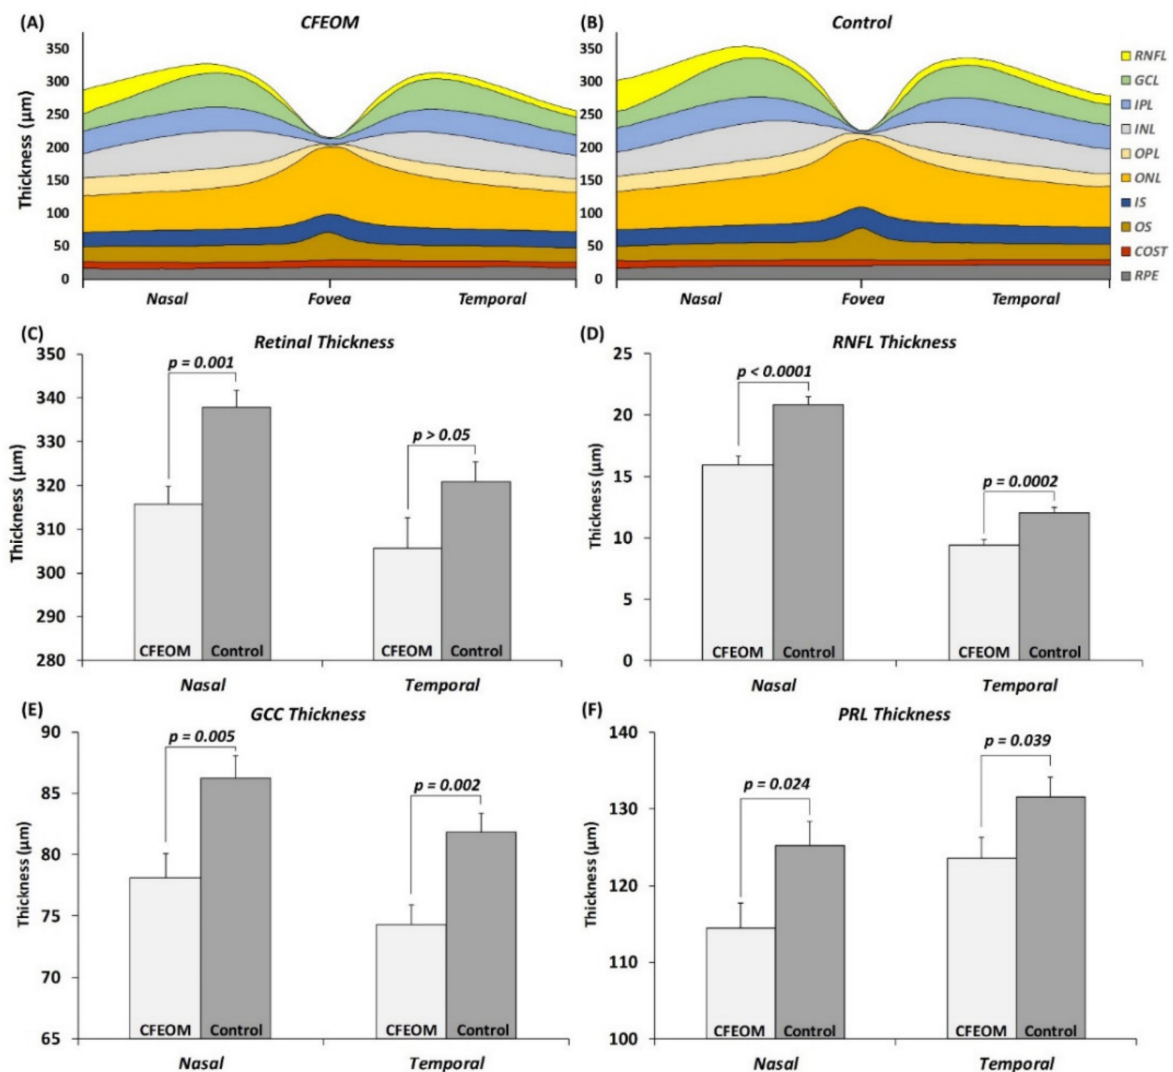 (A) CFEOM
350
300
250
200
150
100
50
0
Thickness (µm)
Nasal Fovea Temporal
(B) Control
350
300
250
200
150
100
50
0
Nasal Fovea Temporal
RNFL
GCL
IPL
INL
OPL
ONL
IS
OS
COST
RPE
(C) Retinal Thickness
350
340
330
320
310
300
290
280
Thickness (µm)
p = 0.001
p > 0.05
CFEOM Control CFEOM Control
Nasal Temporal
(D) RNFL Thickness
25
20
15
10
5
0
Thickness (µm)
p < 0.0001
p = 0.0002
CFEOM Control CFEOM Control
Nasal Temporal
(E) GCC Thickness
90
85
80
75
70
65
Thickness (µm)
p = 0.005
p = 0.002
CFEOM Control CFEOM Control
Nasal Temporal
(F) PRL Thickness
140
130
120
110
100
Thickness (µm)
p = 0.024
p = 0.039
CFEOM Control CFEOM Control
Nasal Temporal